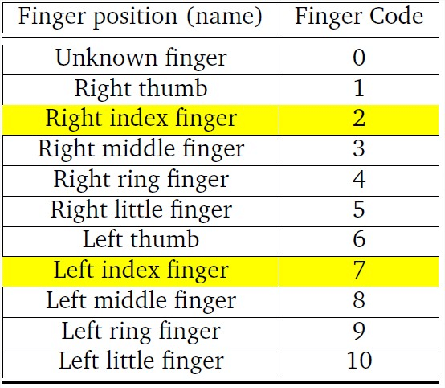 Finger position (name) Finger Code
Unknown finger 0
Right thumb 1
Right index finger 2
Right middle finger 3
Right ring finger 4
Right little finger 5
Left thumb 6
Left index finger 7
Left middle finger 8
Left ring finger 9
Left little finger 10